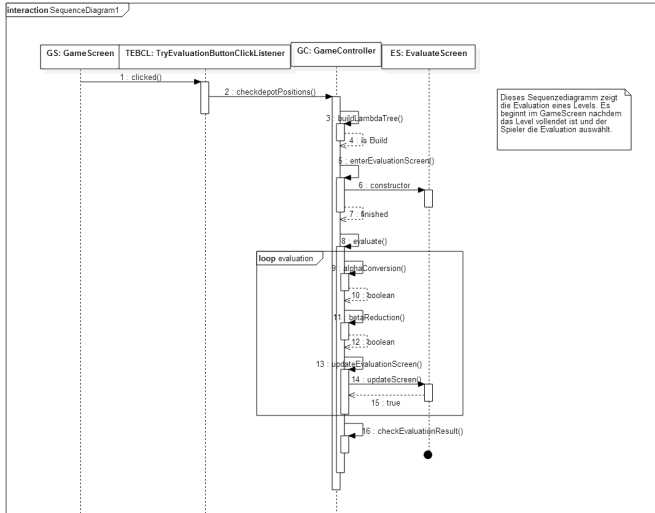 interaction SequenceDiagram1
GS: GameScreen
TEBCL: TryEvaluationButtonClickListener
GC: GameController
ES: EvaluateScreen
1 : clicked()
2 : checkdepotPositions()
Dieses Sequenzediagramm zeigt
die Evaluation eines Levels. Es
beginnt im GameScreen nachdem
das Level vollendet ist und der
Spieler die Evaluation auswählt.
3 : buildLambdaTree()
4 : is Build
5 : enterEvaluationScreen()
6 : constructor
7 : finished
8 : evaluate()
loop evaluation
9 : alphaConversion()
10 : boolean
11 : betaReduction()
12 : boolean
13 : updateEvaluationScreen()
14 : updateScreen()
15 : true
16 : checkEvaluationResult()